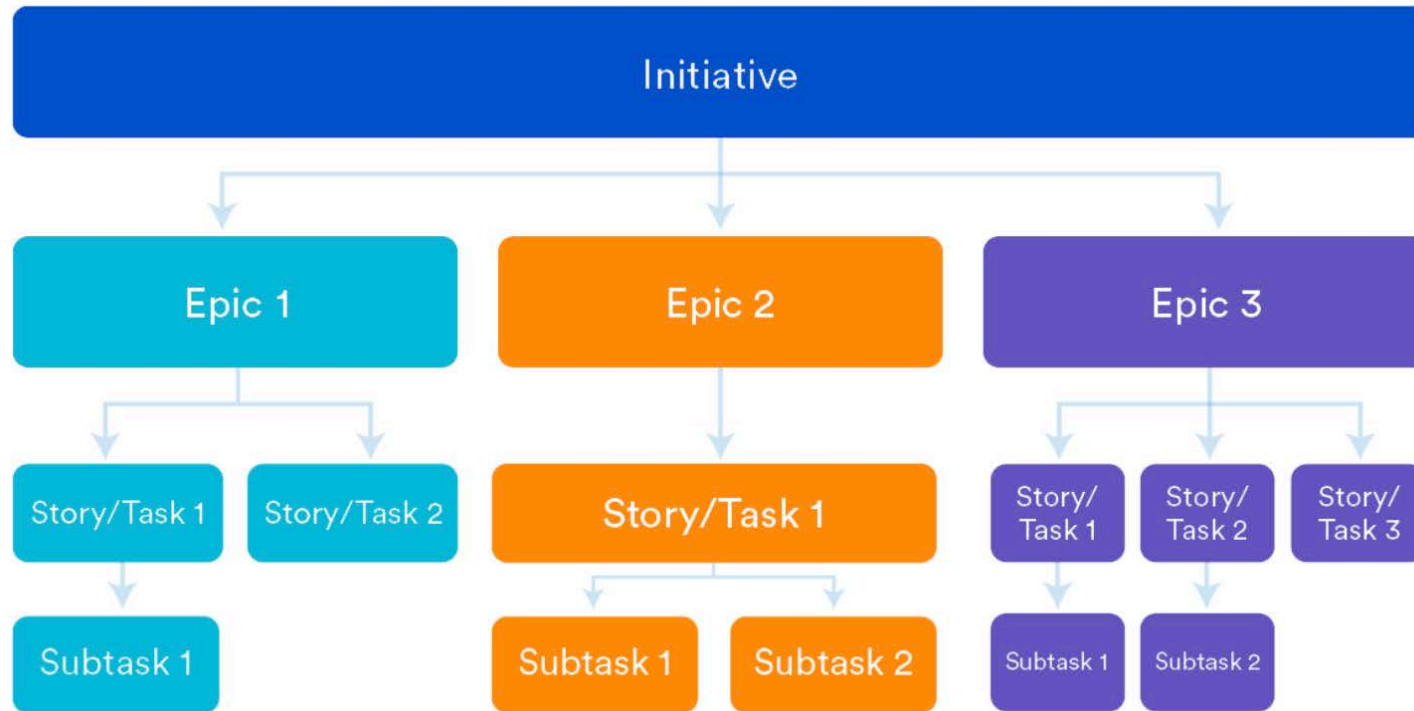 Initiative
Epic 1
Epic 2
Epic 3
Story/Task 1
Story/Task 2
Story/Task 1
Story/
Task 1
Story/
Task 2
Story/
Task 3
Subtask 1
Subtask 1
Subtask 2
Subtask 1
Subtask 2